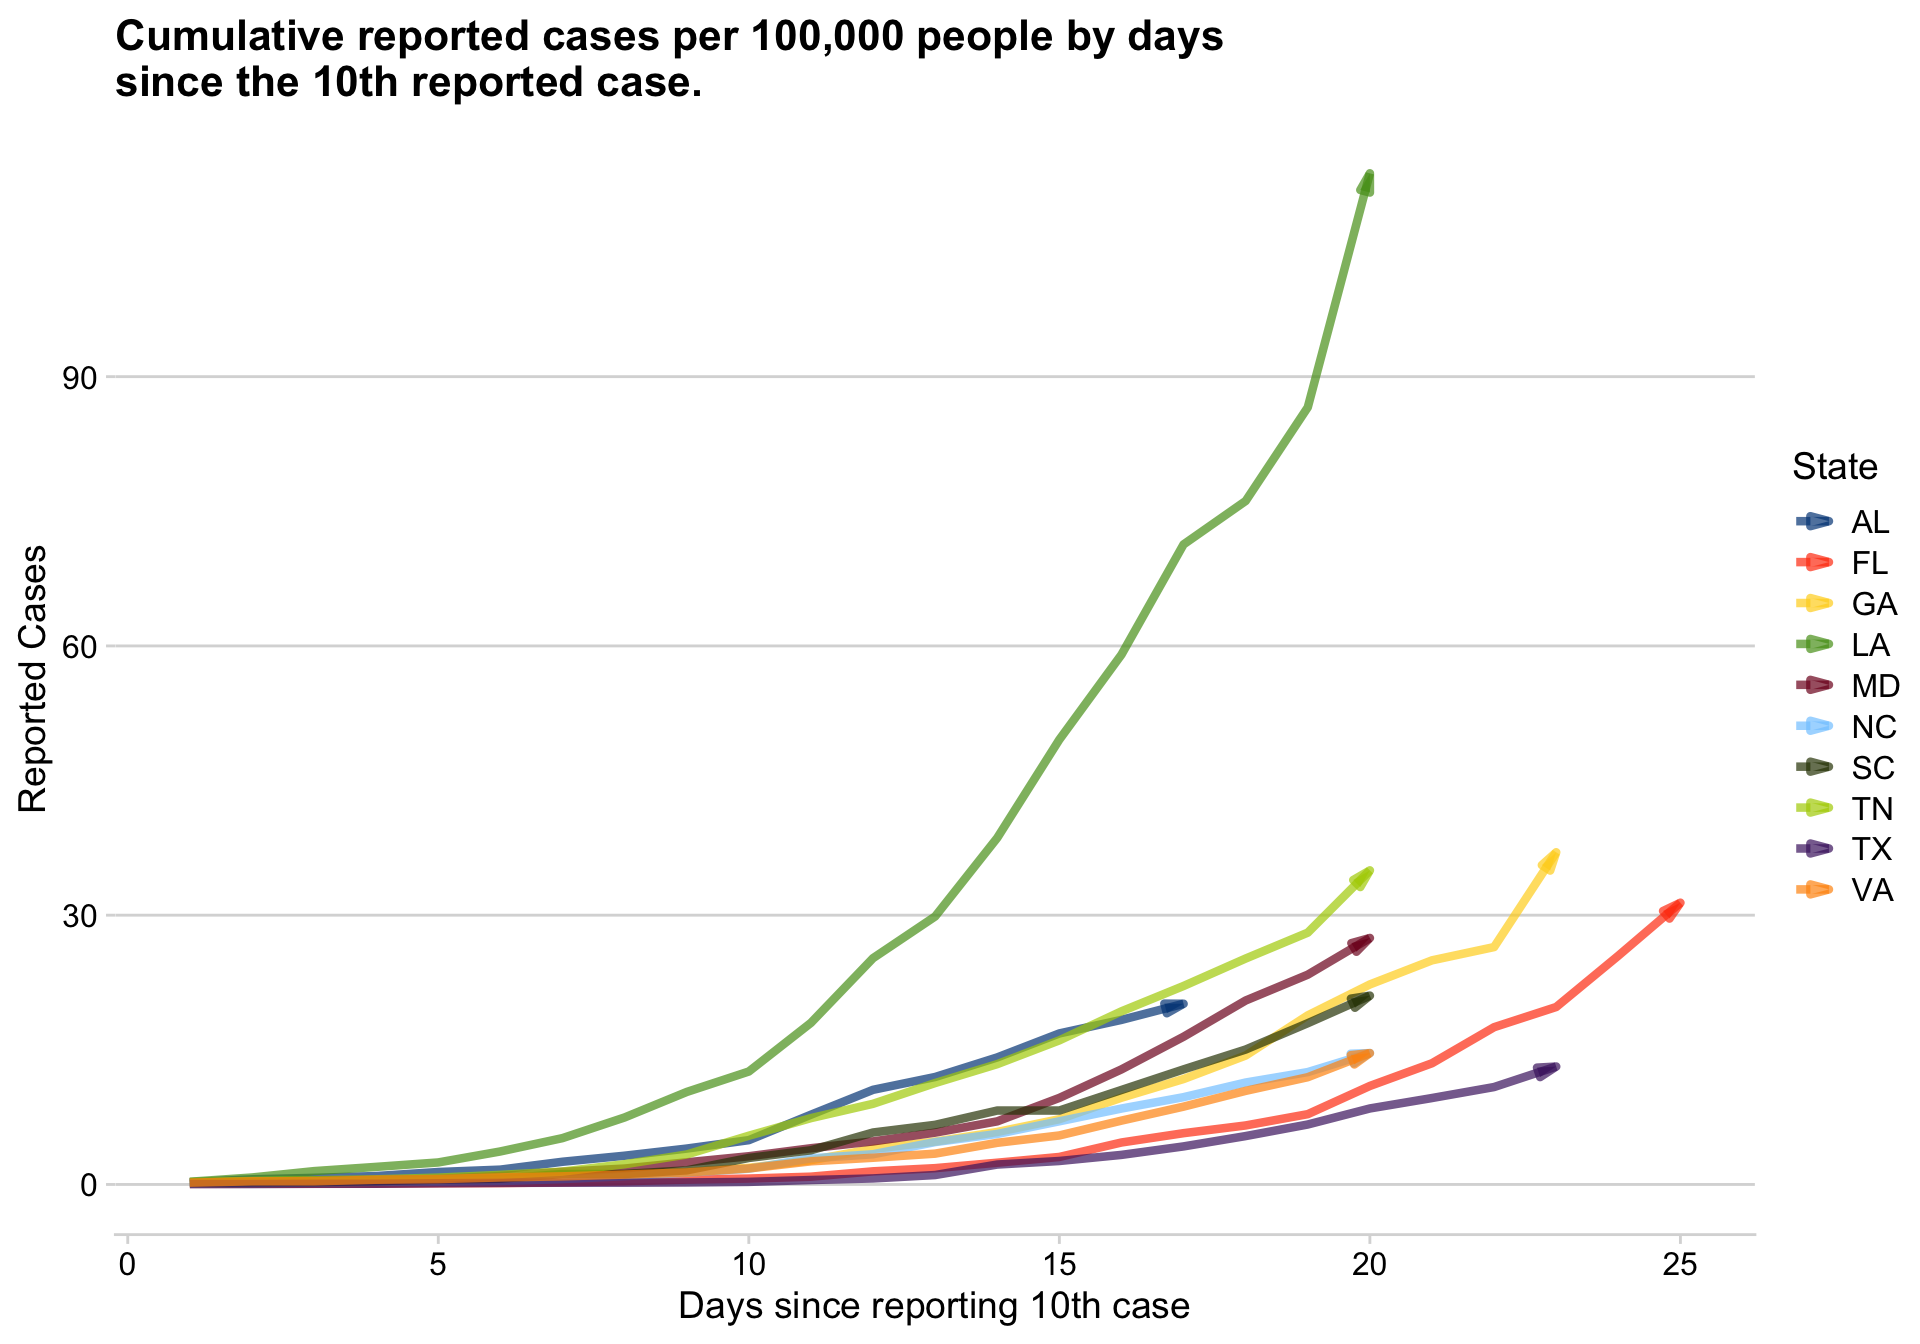 Cumulative reported cases per 100,000 people by days
since the 10th reported case.
Reported Cases
90
60
30
0
0 5 10 15 20 25
Days since reporting 10th case
State
AL
FL
GA
LA
MD
NC
SC
TN
TX
VA